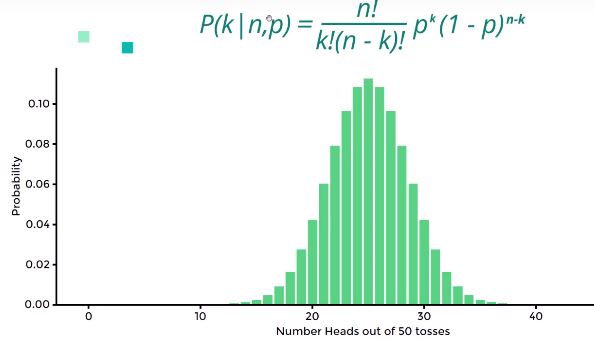 P(k|n,p) = n! / k!(n - k)! pᵏ(1 - p)ⁿ⁻ᵏ
0.10
0.08
0.06
0.04
0.02
0.00
Probability
0 10 20 30 40
Number Heads out of 50 tosses